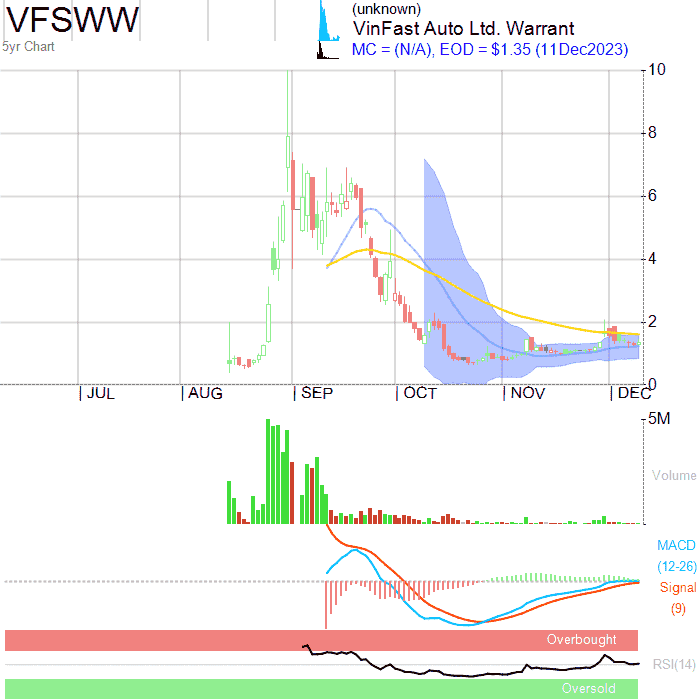 VFSWW
5yr Chart
(unknown)
VinFast Auto Ltd. Warrant
MC = (N/A), EOD = $1.35 (11Dec2023)
10
8
6
4
2
0
JUL AUG SEP OCT NOV DEC
5M
Volume
MACD
(12-26)
Signal
(9)
Overbought
RSI(14)
Oversold